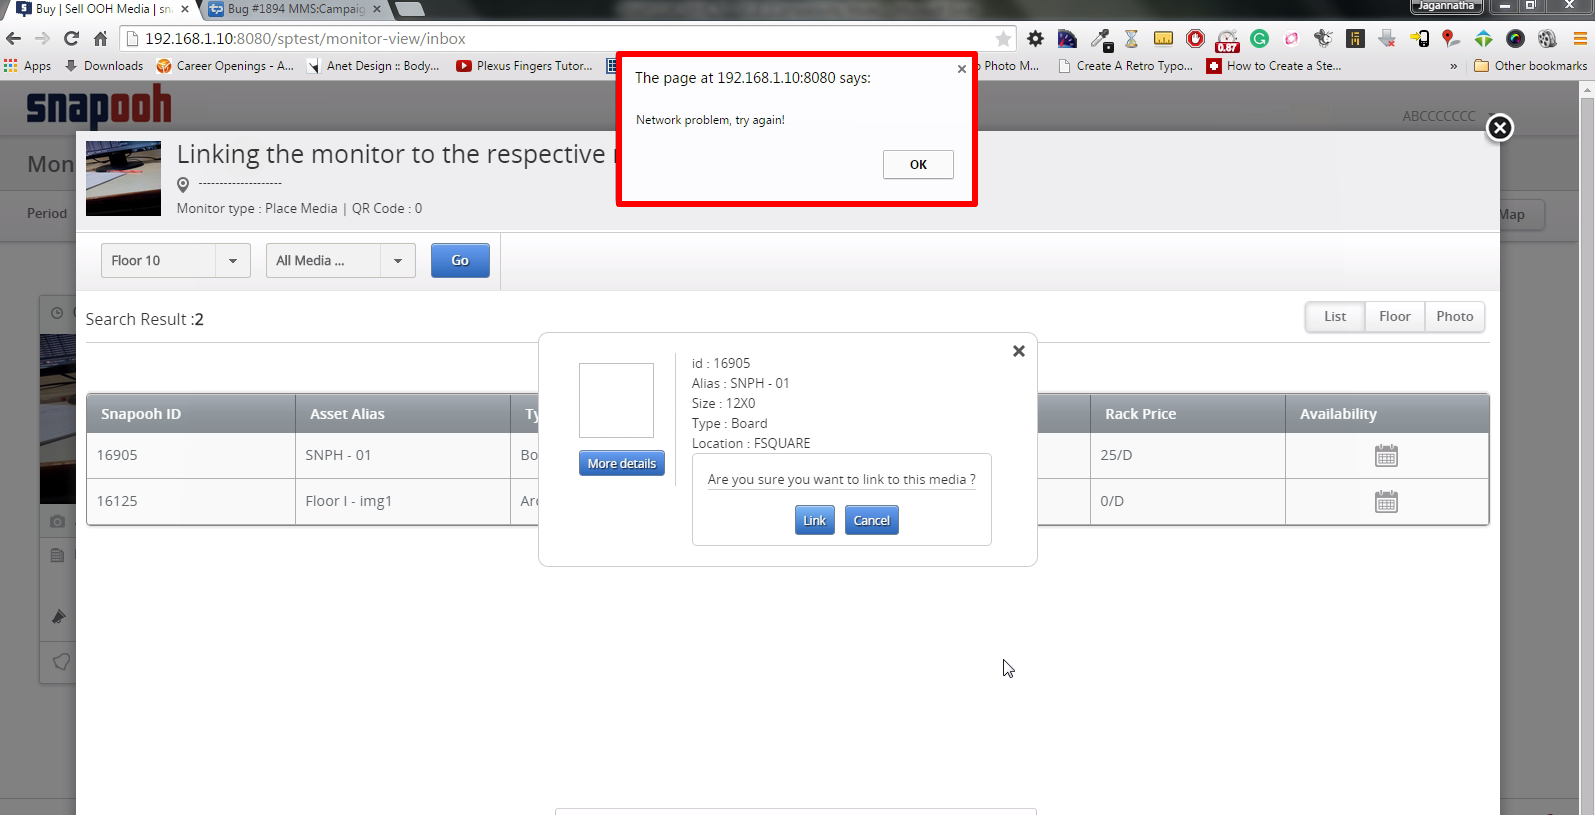 Buy | Sell OOH Media | sna
Bug #1894 MMS:Campaig
Jagannatha
192.168.1.10:8080/sptest/monitor-view/inbox
0.87
Apps
Downloads
Career Openings - A...
Anet Design :: Body...
Plexus Fingers Tutor...
Photo M...
Create A Retro Typo...
How to Create a Ste...
»
Other bookmarks
The page at 192.168.1.10:8080 says:
Network problem, try again!
OK
snapooh
ABCCCCCCC
Mon
Linking the monitor to the respective
--------------------
Period
Monitor type : Place Media | QR Code : 0
Map
Floor 10
All Media ...
Go
Search Result :2
List
Floor
Photo
id : 16905
Alias : SNPH - 01
Size : 12X0
Type : Board
Location : FSQUARE
More details
Are you sure you want to link to this media ?
Link
Cancel
Snapooh ID
Asset Alias
Ty
Rack Price
Availability
16905
SNPH - 01
Bo
25/D
16125
Floor I - img1
Arc
0/D